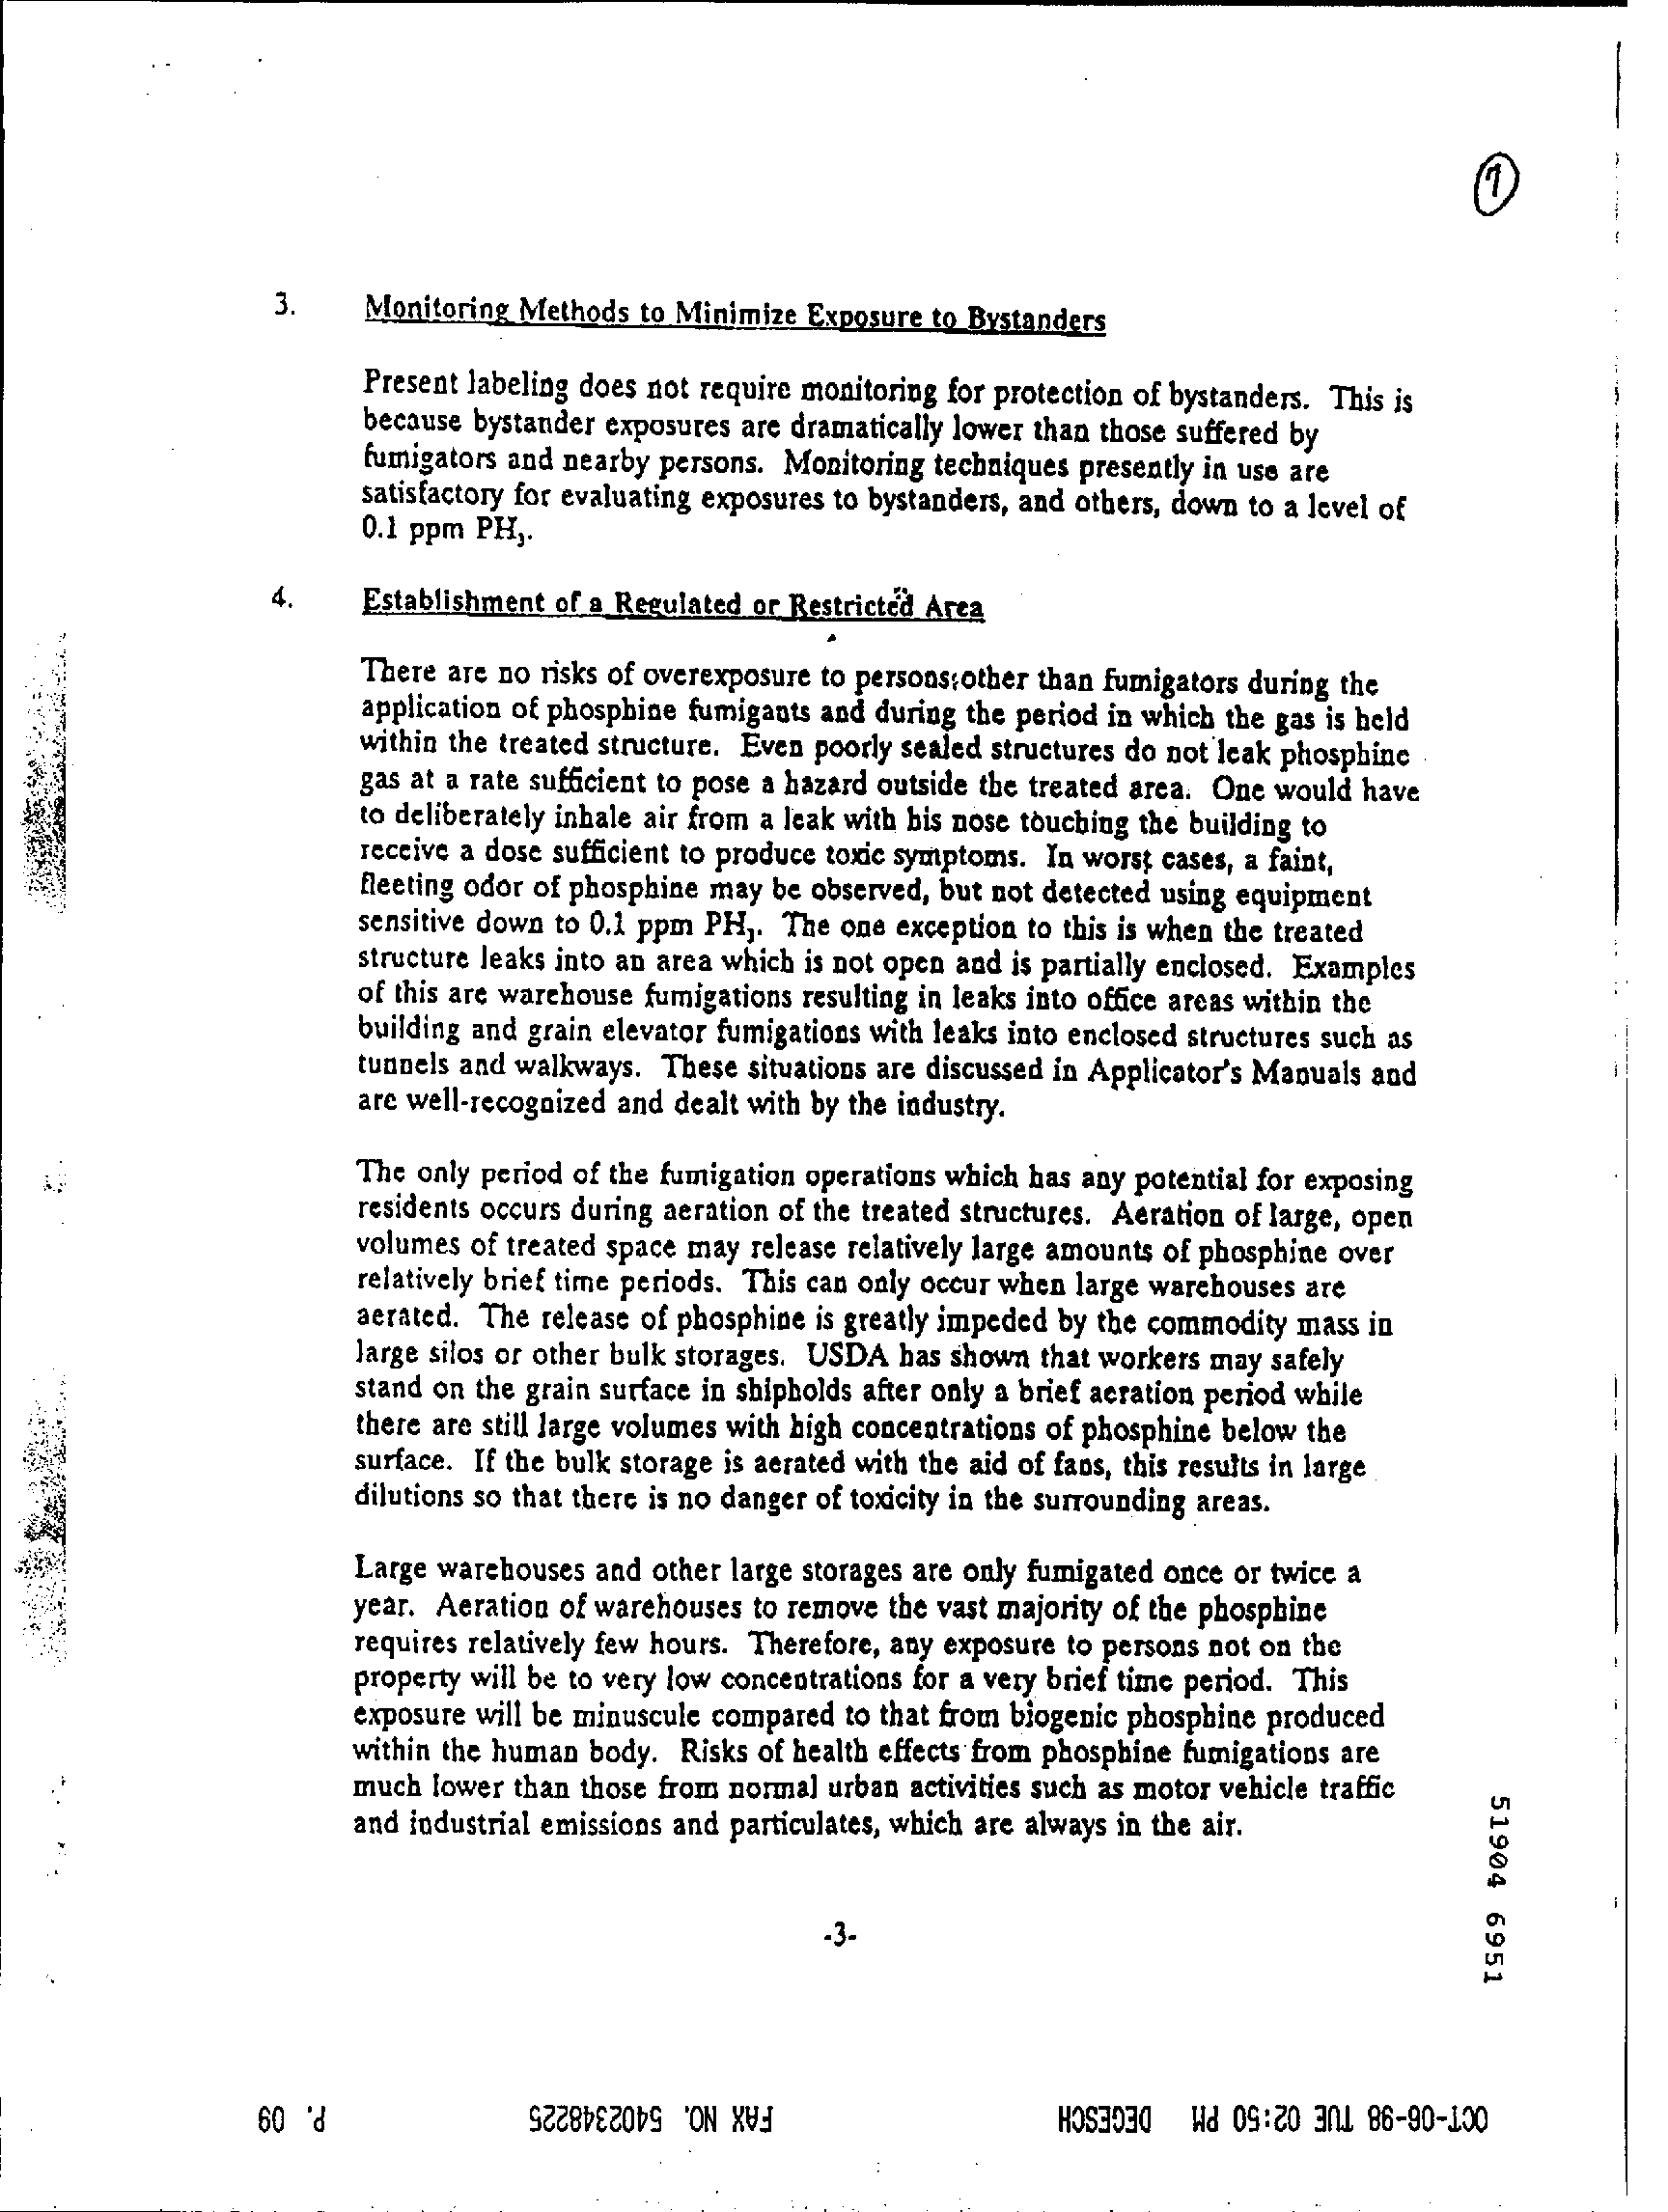 7
3. Monitoring Methods to Minimize Exposure to Bystanders
Present labeling does not require monitoring for protection of bystanders. This is
because bystander exposures are dramatically lower than those suffered by
fumigators and nearby persons. Monitoring techniques presently in use are
satisfactory for evaluating exposures to bystanders, and others, down to a level of
0.1 ppm PH₃.
4. Establishment of a Regulated or Restricted Area
There are no risks of overexposure to persons other than fumigators during the
application of phosphine fumigants and during the period in which the gas is held
within the treated structure. Even poorly sealed structures do not leak phosphine
gas at a rate sufficient to pose a hazard outside the treated area. One would have
to deliberately inhale air from a leak with his nose touching the building to
receive a dose sufficient to produce toxic symptoms. In worst cases, a faint,
fleeting odor of phosphine may be observed, but not detected using equipment
sensitive down to 0.1 ppm PH₃. The one exception to this is when the treated
structure leaks into an area which is not open and is partially enclosed. Examples
of this are warehouse fumigations resulting in leaks into office areas within the
building and grain elevator fumigations with leaks into enclosed structures such as
tunnels and walkways. These situations are discussed in Applicator's Manuals and
are well-recognized and dealt with by the industry.
The only period of the fumigation operations which has any potential for exposing
residents occurs during aeration of the treated structures. Aeration of large, open
volumes of treated space may release relatively large amounts of phosphine over
relatively brief time periods. This can only occur when large warehouses are
aerated. The release of phosphine is greatly impeded by the commodity mass in
large silos or other bulk storages. USDA has shown that workers may safely
stand on the grain surface in shipholds after only a brief aeration period while
there are still large volumes with high concentrations of phosphine below the
surface. If the bulk storage is aerated with the aid of fans, this results in large
dilutions so that there is no danger of toxicity in the surrounding areas.
Large warehouses and other large storages are only fumigated once or twice a
year. Aeration of warehouses to remove the vast majority of the phosphine
requires relatively few hours. Therefore, any exposure to persons not on the
property will be to very low concentrations for a very brief time period. This
exposure will be minuscule compared to that from biogenic phosphine produced
within the human body. Risks of health effects from phosphine fumigations are
much lower than those from normal urban activities such as motor vehicle traffic
and industrial emissions and particulates, which are always in the air.
51904 6951
-3-
OCT-06-98 TUE 02:50 PM DEGESCH FAX NO. 5402348225 P. 09